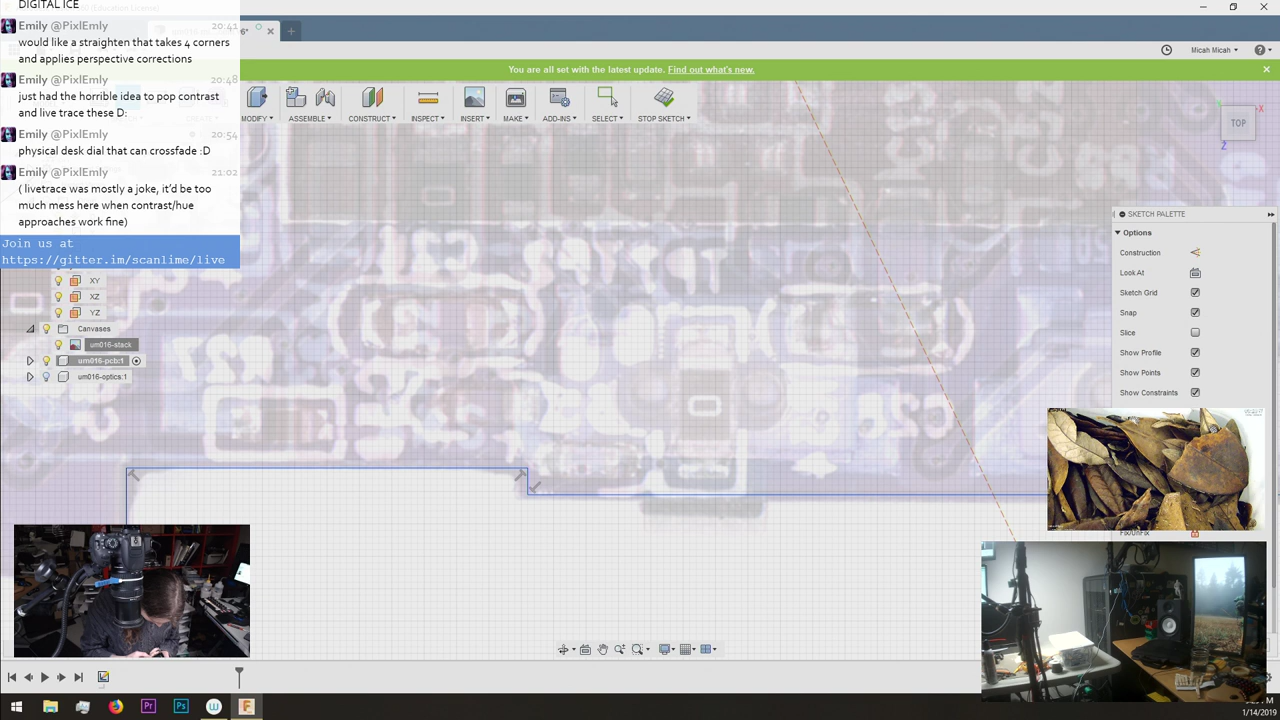 DIGITAL ICE
Emily @PixlEmly 20:41
would like a straighten that takes 4 corners
and applies perspective corrections
Emily @PixlEmly 20:48
just had the horrible idea to pop contrast
and live trace these D:
Emily @PixlEmly 20:54
physical desk dial that can crossfade :D
Emily @PixlEmly 21:02
( livetrace was mostly a joke, it'd be too
much mess here when contrast/hue
approaches work fine)
Join us at
https://gitter.im/scanlime/live
Micah Micah
You are all set with the latest update. Find out what's new.
MODIFY ASSEMBLE CONSTRUCT INSPECT INSERT MAKE ADD-INS SELECT STOP SKETCH
TOP
X
Z
XY
XZ
YZ
Canvases
um016-stack
um016-pcb:1
um016-optics:1
SKETCH PALETTE
Options
Construction
Look At
Sketch Grid
Snap
Slice
Show Profile
Show Points
Show Constraints
Fix/UnFix
1/14/2019